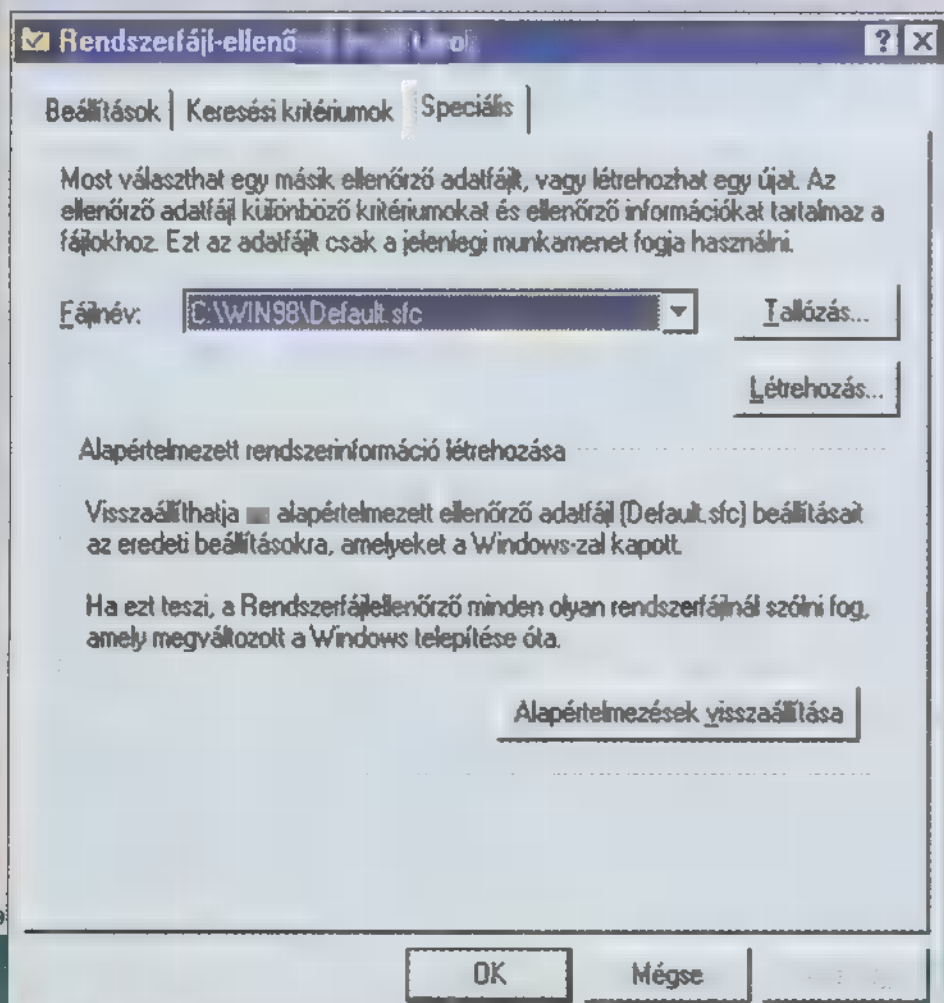 Rendszerfájl-ellenő
Beállítások
Keresési kritériumok
Speciális
Most választhat egy másik ellenőrző adatfájlt, vagy létrehozhat egy újat. Az
ellenőrző adatfájl különböző kritériumokat és ellenőrző információkat tartalmaz a
fájlokhoz. Ezt az adatfájlt csak a jelenlegi munkamenet fogja használni.
Fájlnév:
C:\WIN98\Default.sfc
Tallózás...
Létrehozás...
Alapértelmezett rendszerinformáció létrehozása
Visszaállíthatja alapértelmezett ellenőrző adatfájl (Default.sfc) beállításait
az eredeti beállításokra, amelyeket a Windows-zal kapott.
Ha ezt teszi, a Rendszerfájlellenőrző minden olyan rendszerfájlnál szólni fog,
amely megváltozott a Windows telepítése óta.
Alapértelmezések visszaállítása
OK
Mégse